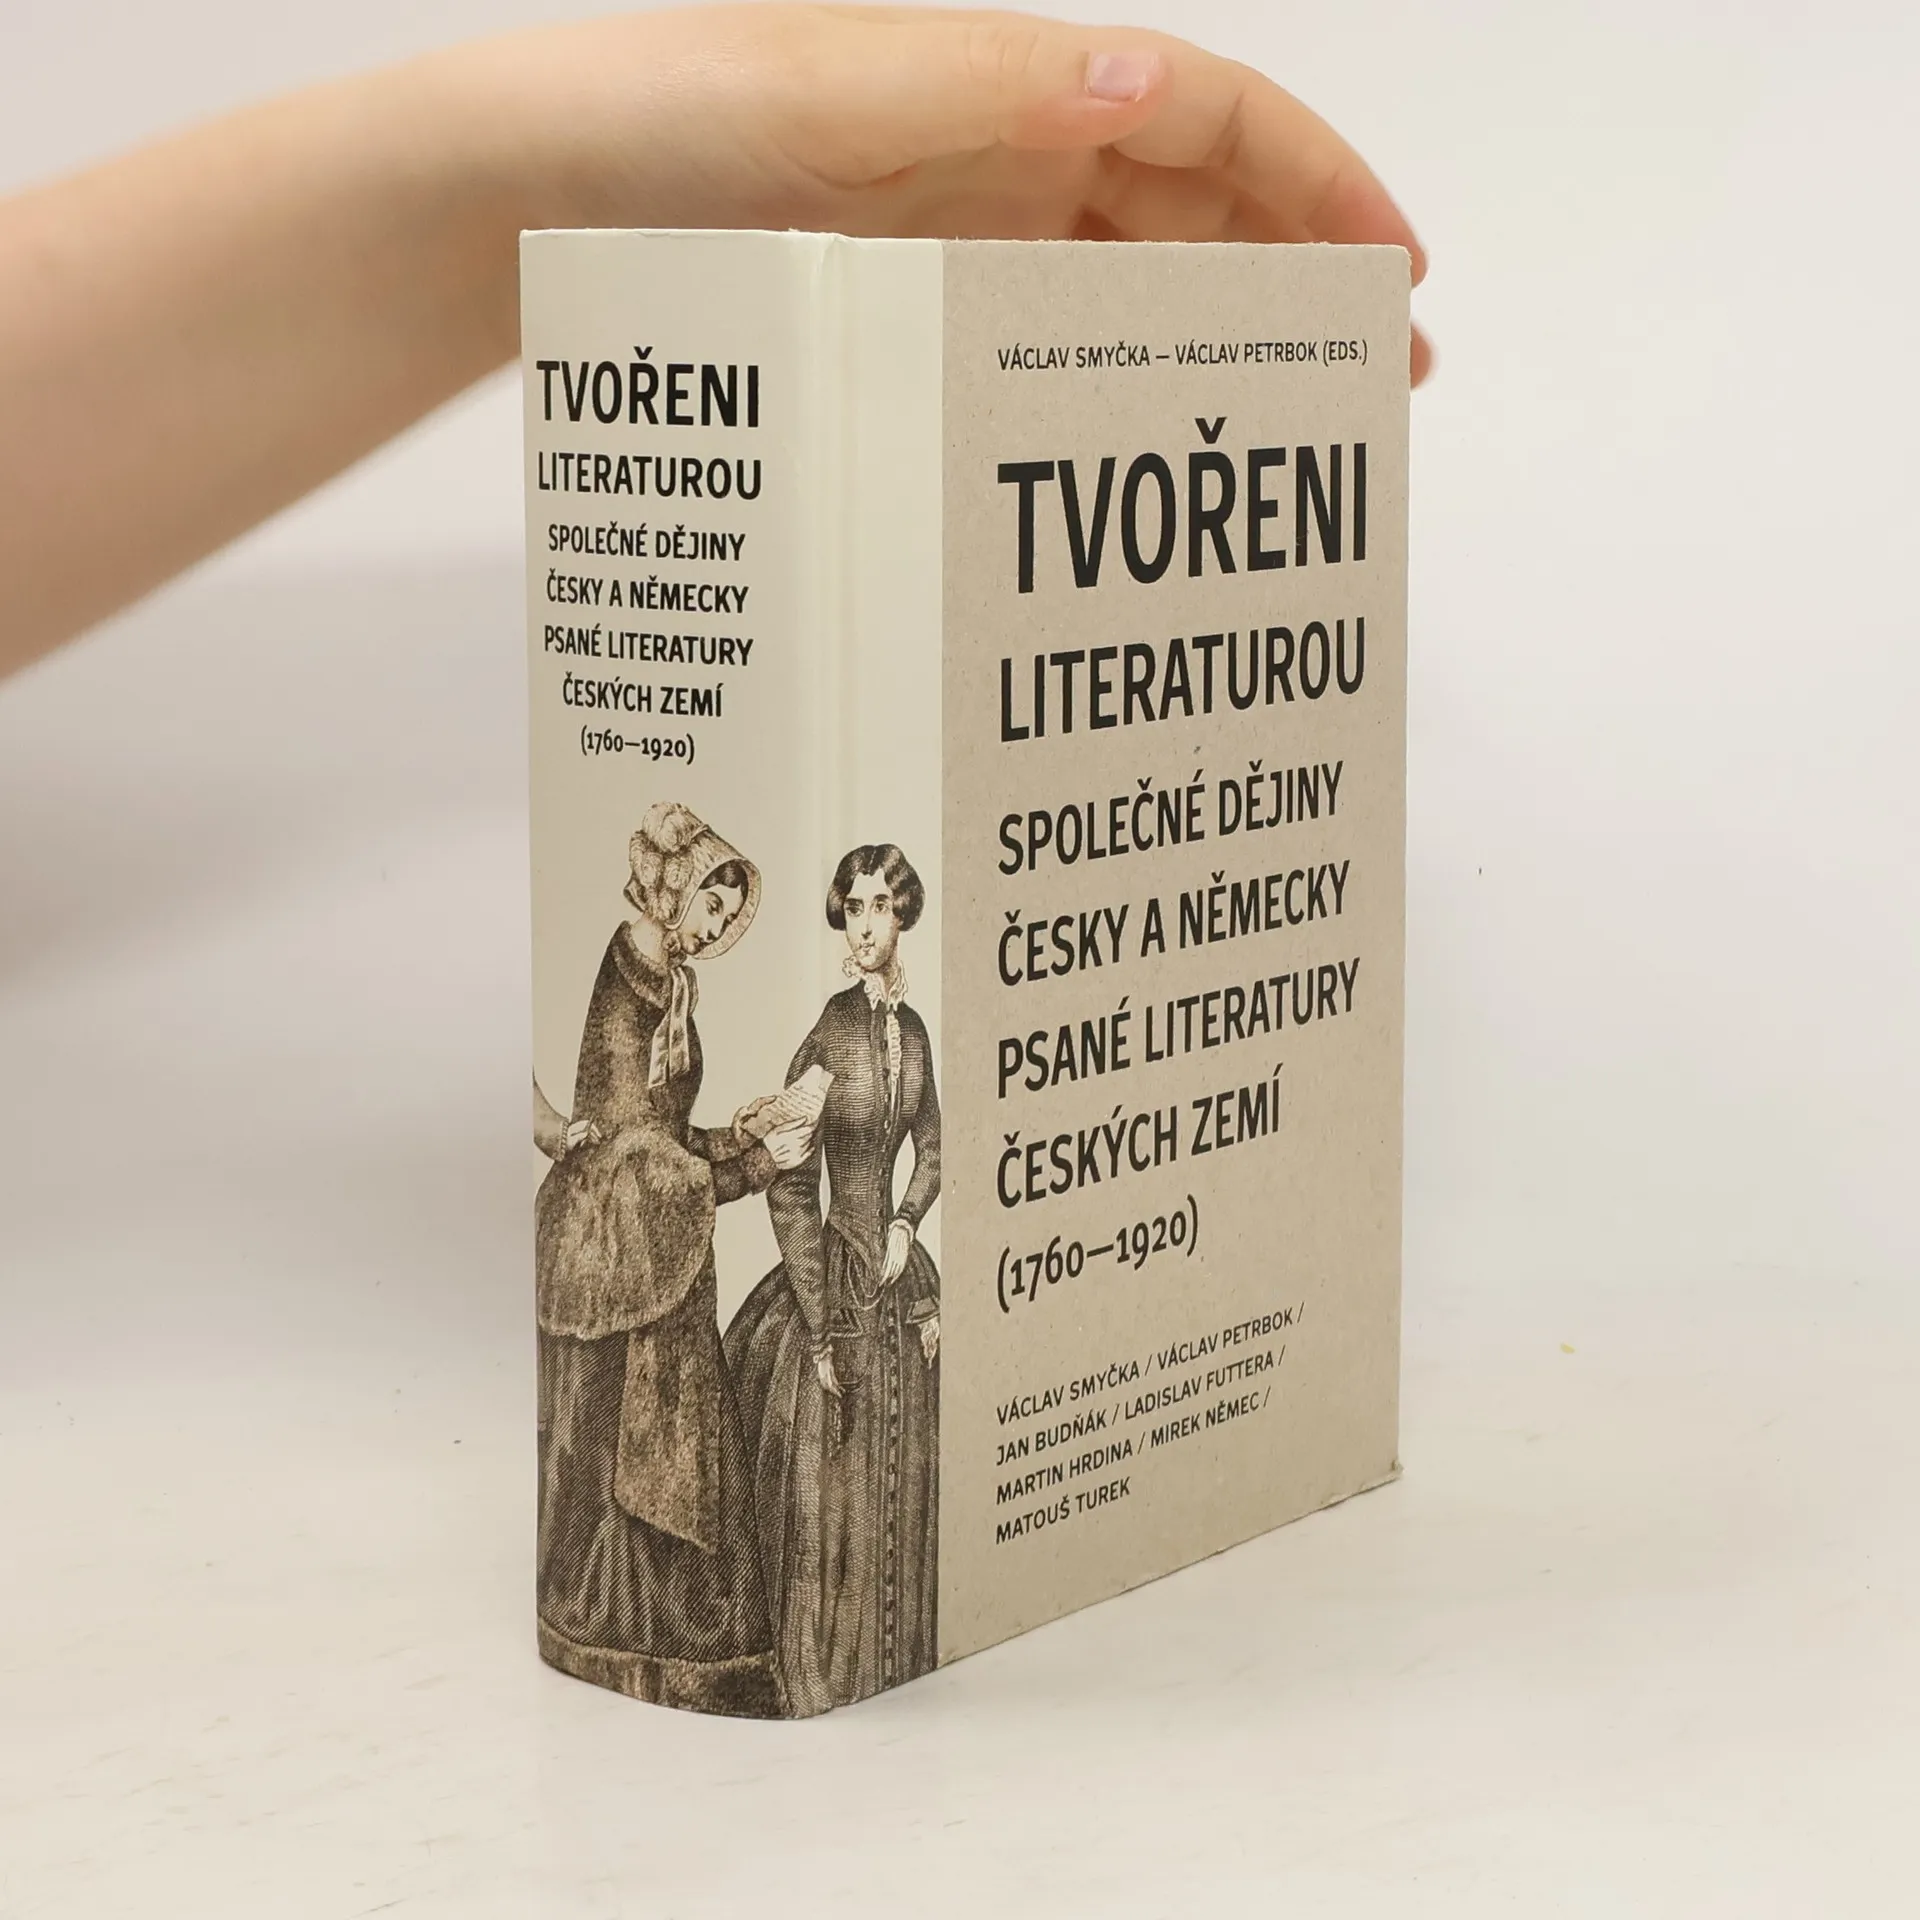 TVOŘENI
LITERATUROU
SPOLEČNÉ DĚJINY
ČESKY A NĚMECKY
PSANÉ LITERATURY
ČESKÝCH ZEMÍ
(1760—1920)
VÁCLAV SMYČKA — VÁCLAV PETRBOK (EDS.)
TVOŘENI
LITERATUROU
SPOLEČNÉ DĚJINY
ČESKY A NĚMECKY
PSANÉ LITERATURY
ČESKÝCH ZEMÍ
(1760—1920)
VÁCLAV SMYČKA / VÁCLAV PETRBOK /
JAN BUDŇÁK / LADISLAV FUTTERA /
MARTIN HRDINA / MIREK NĚMEC /
MATOUŠ TUREK